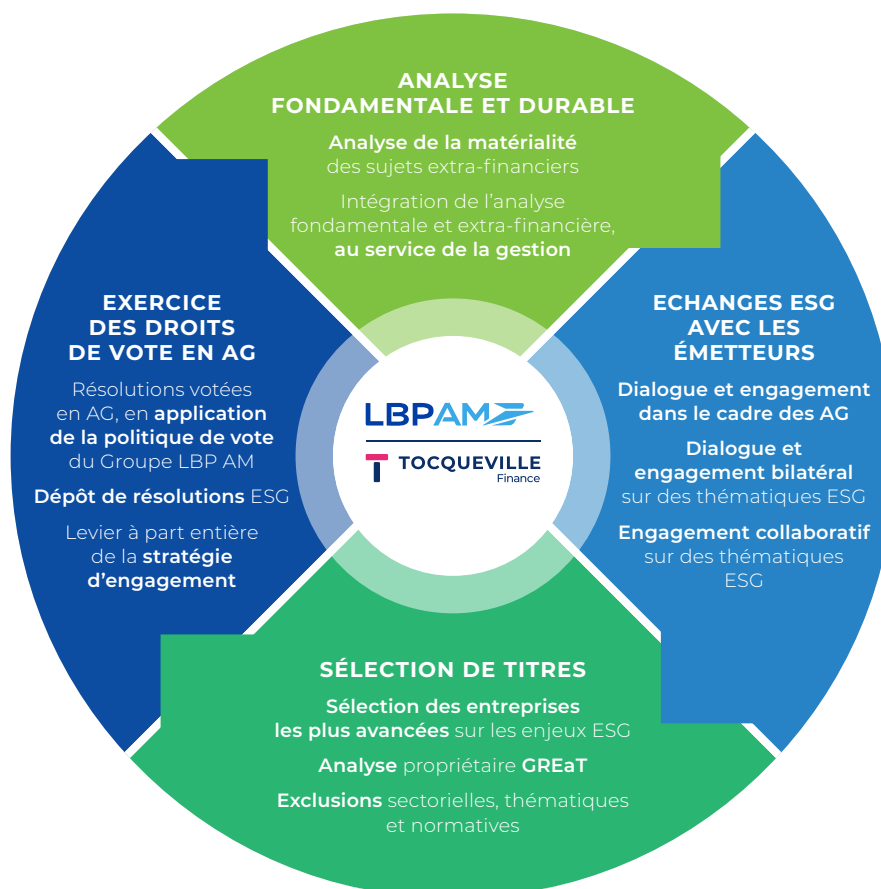 ANALYSE
FONDAMENTALE ET DURABLE
Analyse de la matérialité
des sujets extra-financiers
Intégration de l'analyse
fondamentale et extra-financière,
au service de la gestion
EXERCICE
DES DROITS
DE VOTE EN AG
Résolutions votées
en AG, en application
de la politique de vote
du Groupe LBP AM
Dépôt de résolutions ESG
Levier à part entière
de la stratégie
d'engagement
LBPAM
TOCQUEVILLE
Finance
ECHANGES ESG
AVEC LES
ÉMETTEURS
Dialogue et engagement
dans le cadre des AG
Dialogue et
engagement bilatéral
sur des thématiques ESG
Engagement collaboratif
sur des thématiques
ESG
SÉLECTION DE TITRES
Sélection des entreprises
les plus avancées sur les enjeux ESG
Analyse propriétaire GREaT
Exclusions sectorielles, thématiques
et normatives